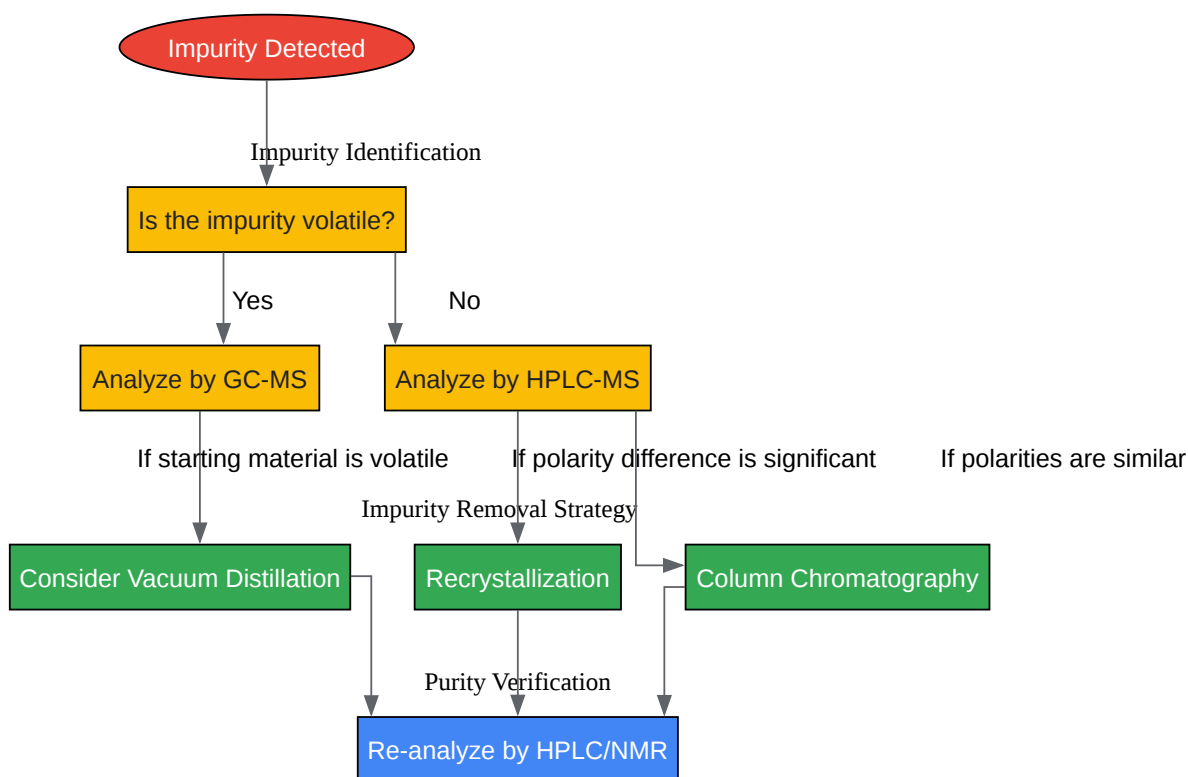 Impurity Detected
Impurity Identification
Is the impurity volatile?
Yes
No
Analyze by GC-MS
Analyze by HPLC-MS
If starting material is volatile
If polarity difference is significant
If polarities are similar
Impurity Removal Strategy
Consider Vacuum Distillation
Recrystallization
Column Chromatography
Purity Verification
Re-analyze by HPLC/NMR